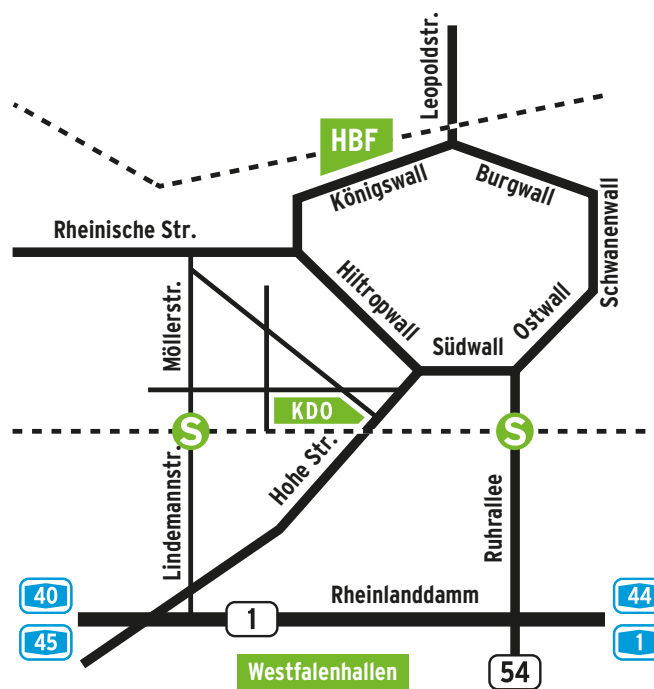 Leopoldstr.
HBF
Königswall
Burgwall
Schwanenwall
Rheinische Str.
Hiltropwall
Ostwall
Möllerstr.
Südwall
KDO
S
S
Hohe Str.
Lindemannstr.
Ruhrallee
40
44
Rheinlanddamm
1
45
1
Westfalenhallen
54